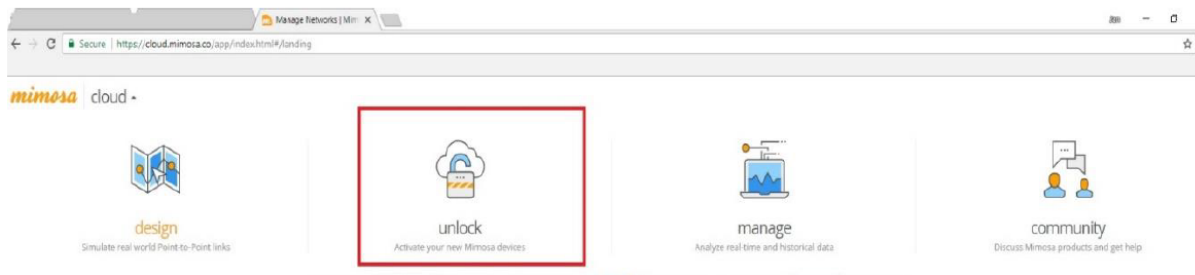 Manage Networks | Mim
Secure | https://cloud.mimosa.co/app/index.html#/landing
mimosa cloud
design
unlock
manage
community
Simulate real world Point-to-Point links
Activate your new Mimosa devices
Analyze real-time and historical data
Discuss Mimosa products and get help